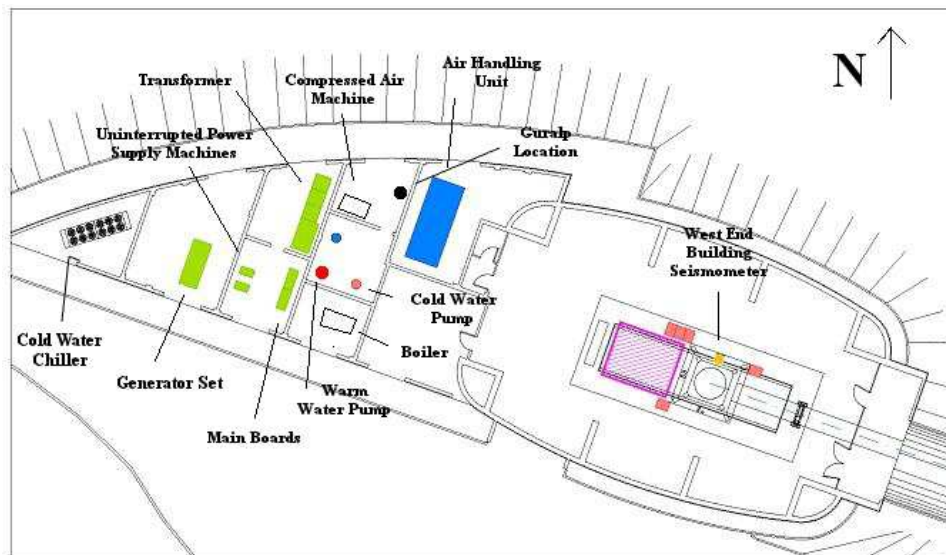 Transformer
Compressed Air
Machine
Air Handling
Unit
N
Uninterrupted Power
Supply Machines
Guralp
Location
West End
Building
Seismometer
Cold Water
Pump
Cold Water
Chiller
Boiler
Generator Set
Warm
Water Pump
Main Boards